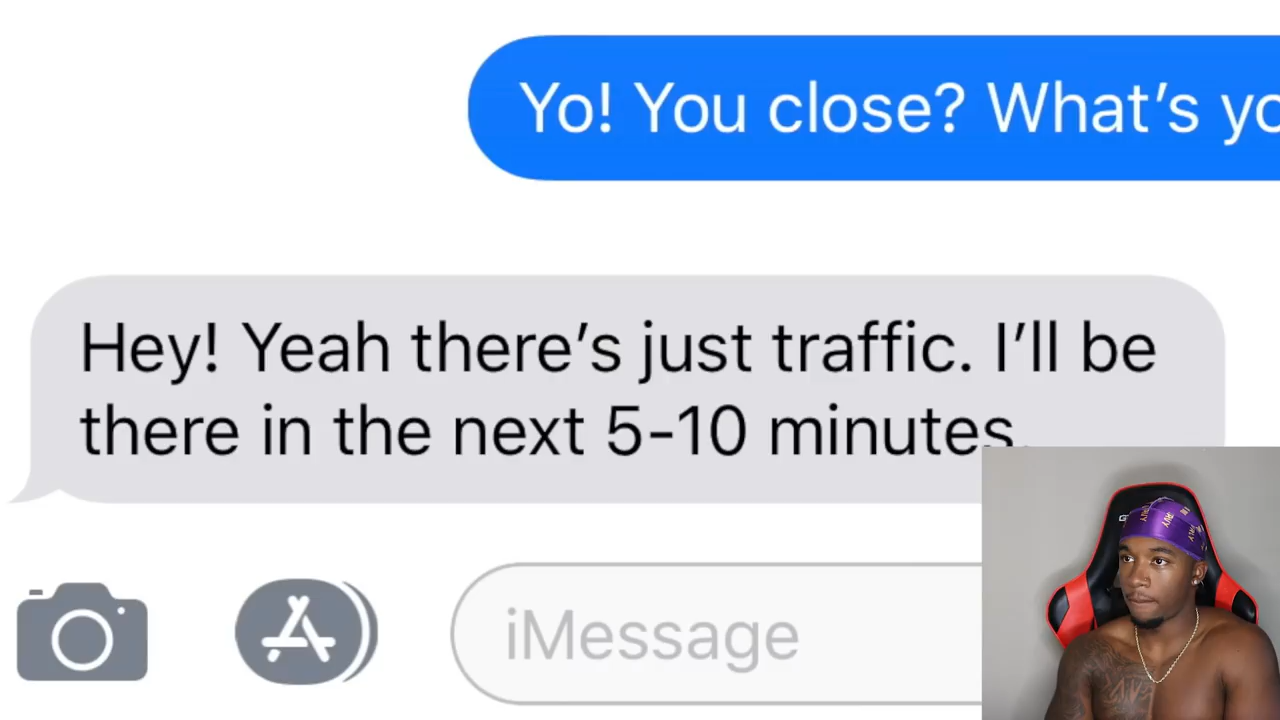 Yo! You close? What’s yo
Hey! Yeah there’s just traffic. I’ll be
there in the next 5-10 minutes.
iMessage